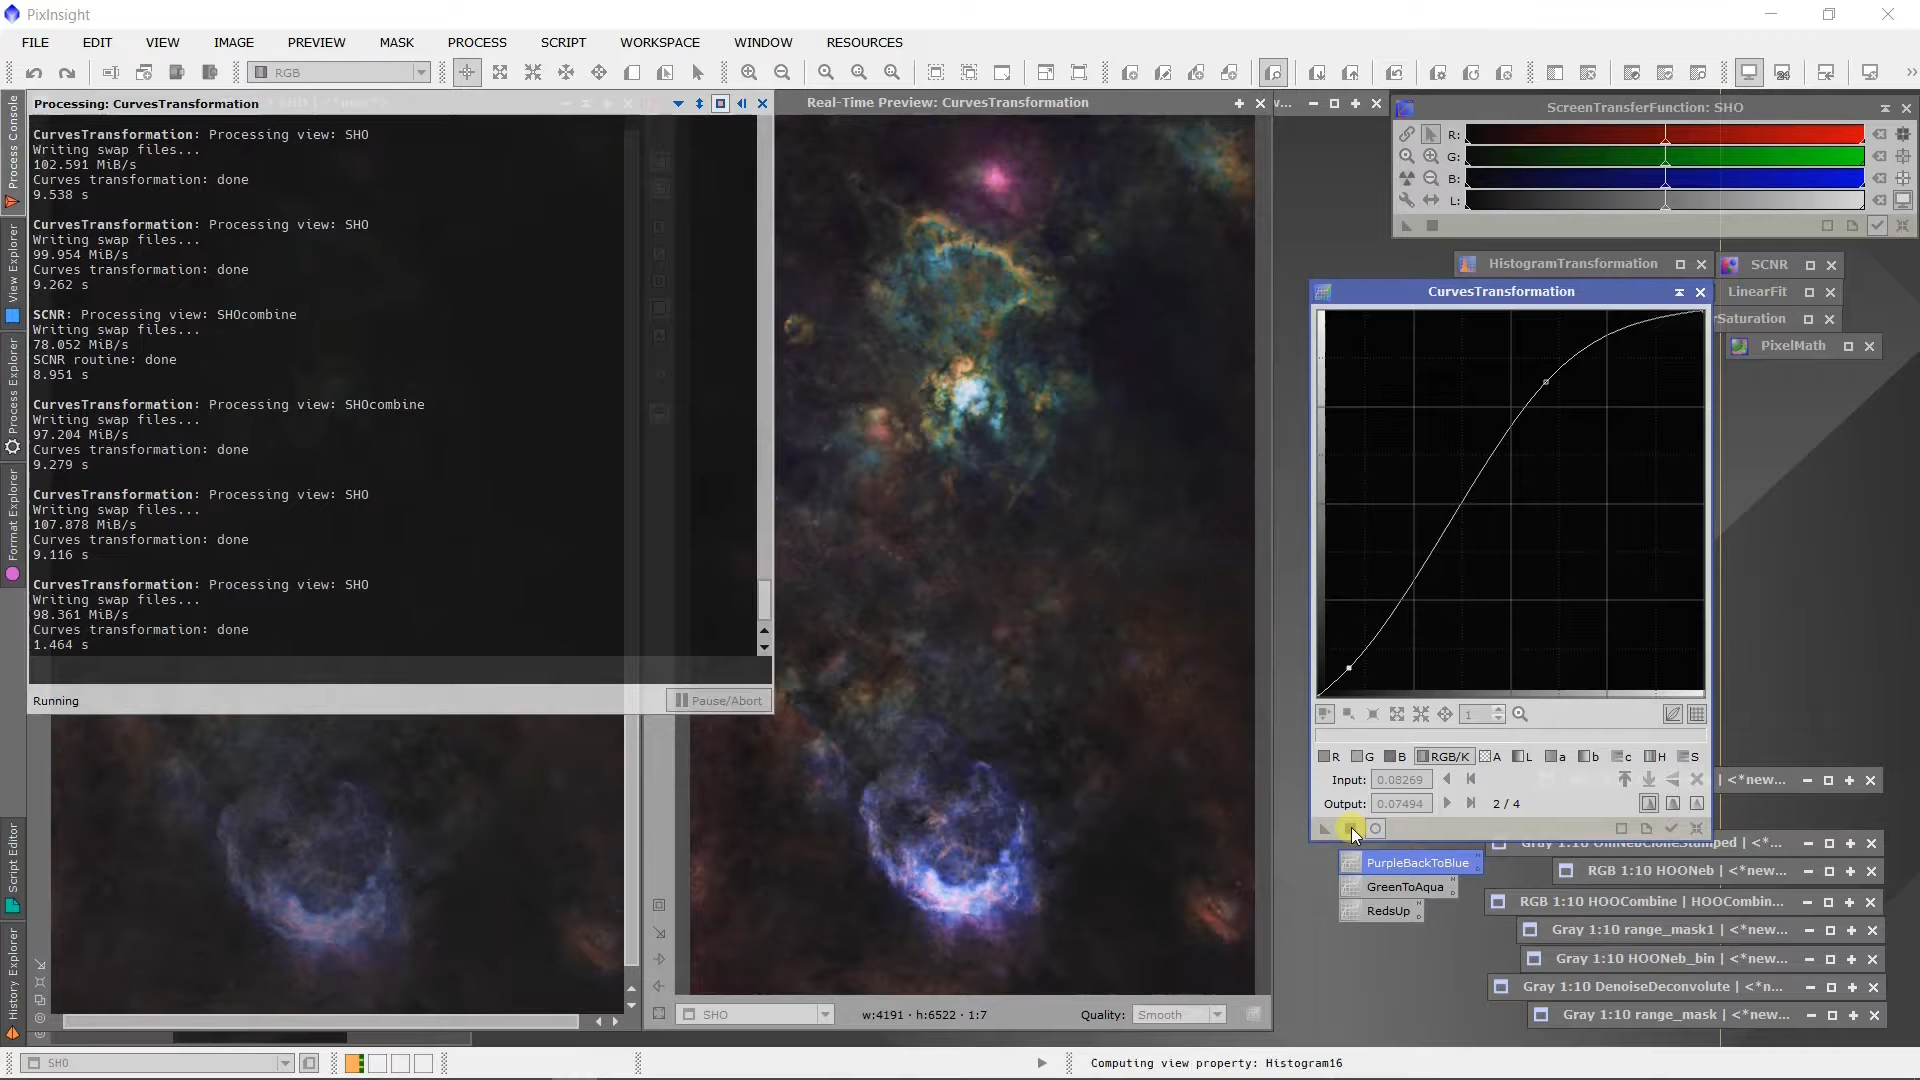 PixInsight
FILE EDIT VIEW IMAGE PREVIEW MASK PROCESS SCRIPT WORKSPACE WINDOW RESOURCES
RGB
24
Processing: CurvesTransformation
CurvesTransformation: Processing view: SHO
Writing swap files...
102.591 MiB/s
Curves transformation: done
9.538 s
CurvesTransformation: Processing view: SHO
Writing swap files...
99.954 MiB/s
Curves transformation: done
9.262 s
SCNR: Processing view: SHOcombine
Writing swap files...
78.052 MiB/s
SCNR routine: done
8.951 s
CurvesTransformation: Processing view: SHOcombine
Writing swap files...
97.204 MiB/s
Curves transformation: done
9.279 s
CurvesTransformation: Processing view: SHO
Writing swap files...
107.878 MiB/s
Curves transformation: done
9.116 s
CurvesTransformation: Processing view: SHO
Writing swap files...
98.361 MiB/s
Curves transformation: done
1.464 s
Running
Pause/Abort
Process Console
View Explorer
Process Explorer
Format Explorer
Script Editor
History Explorer
Real-Time Preview: CurvesTransformation
SHO
w:4191 · h:6522 · 1:7
Quality: Smooth
ScreenTransferFunction: SHO
R:
G:
B:
L:
HistogramTransformation
SCNR
LinearFit
Saturation
PixelMath
CurvesTransformation
1
R G B RGB/K A L a b c H S
Input: 0.08269
Output: 0.07494 2 / 4
PurpleBackToBlue
GreenToAqua
RedsUp
| <*new...
RGB 1:10 HOONeb | <*new...
RGB 1:10 HOOCombine | HOOCombin...
Gray 1:10 range_mask1 | <*new...
Gray 1:10 HOONeb_bin | <*new...
Gray 1:10 DenoiseDeconvolute | <*n...
Gray 1:10 range_mask | <*new...
SHO
Computing view property: Histogram16